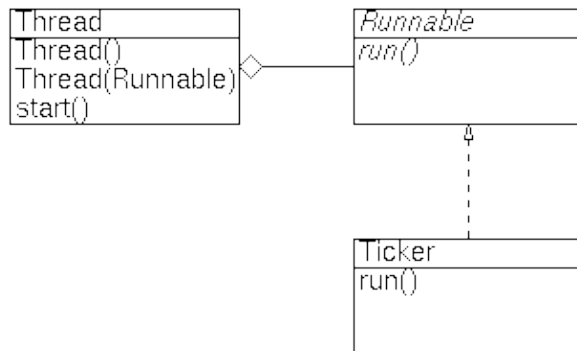 Thread
Thread()
Thread(Runnable)
start()
Runnable
run()
Ticker
run()